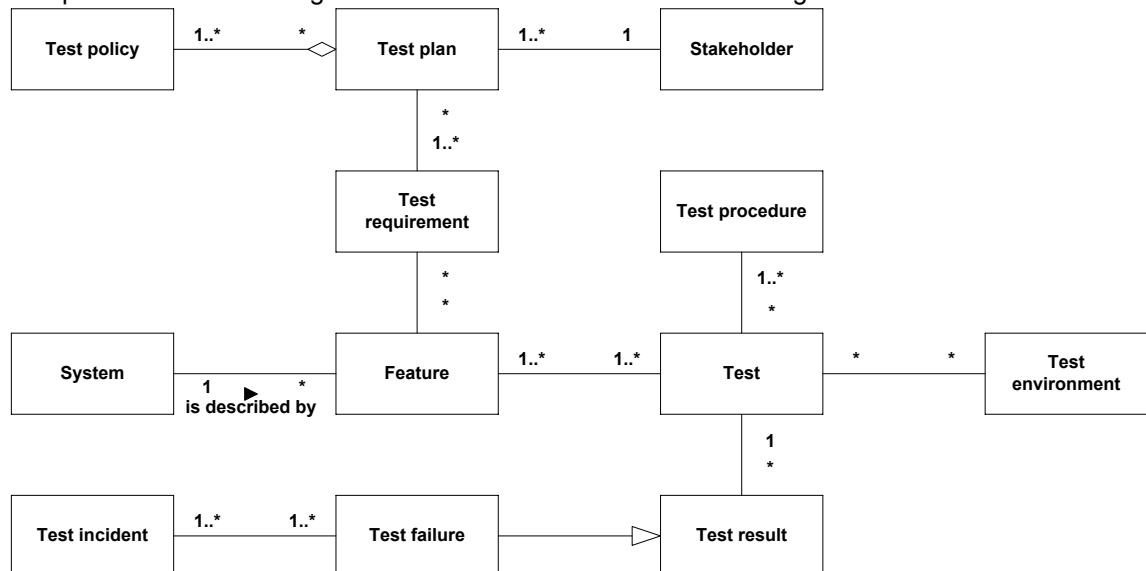 1..*
*
1..*
1
Test policy
Test plan
Stakeholder
*
1..*
Test
requirement
Test procedure
*
1..*
*
*
1..*
1..*
*
*
System
Feature
Test
Test
environment
1
*
is described by
1
*
1..*
1..*
Test incident
Test failure
Test result